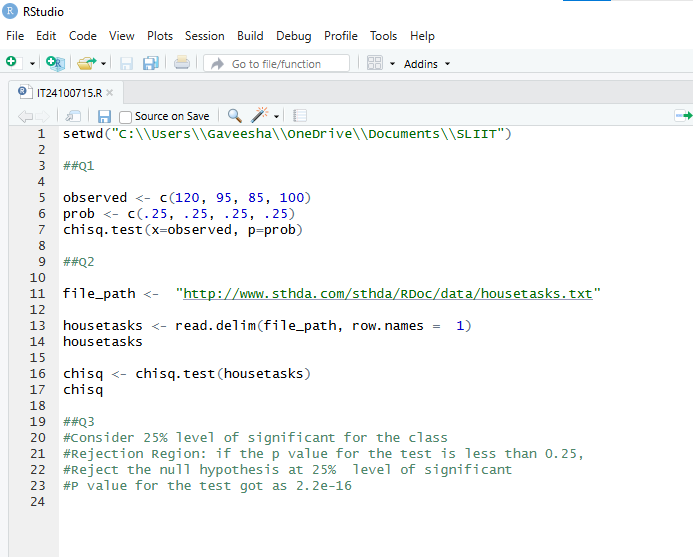 RStudio
File Edit Code View Plots Session Build Debug Profile Tools Help
Go to file/function Addins
IT24100715.R
Source on Save
1 setwd("C:\\Users\\Gaveesha\\OneDrive\\Documents\\SLIIT")
2
3 ##Q1
4
5 observed <- c(120, 95, 85, 100)
6 prob <- c(.25, .25, .25, .25)
7 chisq.test(x=observed, p=prob)
8
9 ##Q2
10
11 file_path <-  "http://www.sthda.com/sthda/RDoc/data/housetasks.txt"
12
13 housetasks <- read.delim(file_path, row.names =  1)
14 housetasks
15
16 chisq <- chisq.test(housetasks)
17 chisq
18
19 ##Q3
20 #Consider 25% level of significant for the class
21 #Rejection Region: if the p value for the test is less than 0.25,
22 #Reject the null hypothesis at 25%  level of significant
23 #P value for the test got as 2.2e-16
24